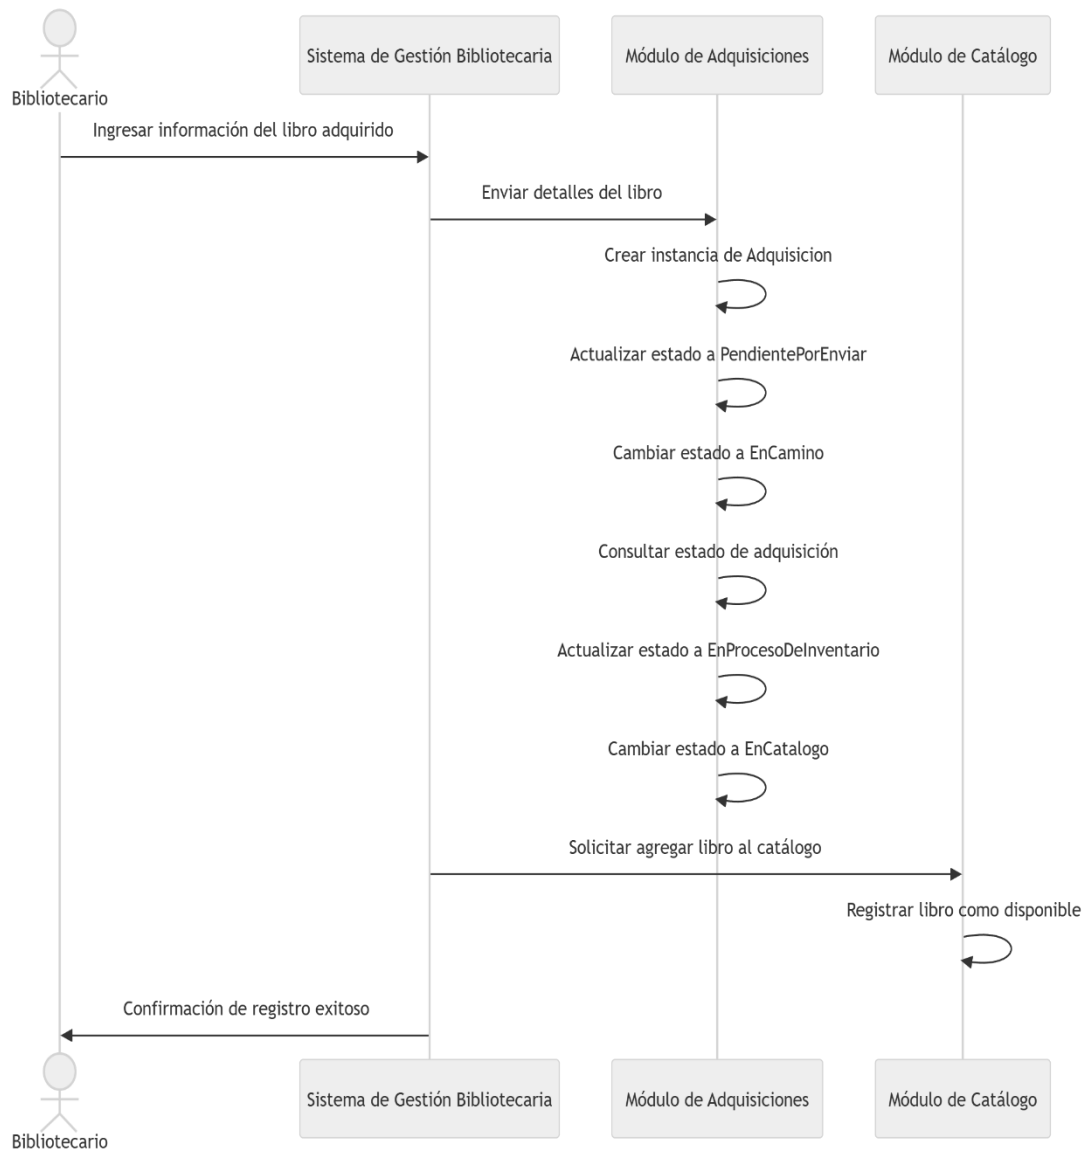 Bibliotecario
Sistema de Gestión Bibliotecaria
Módulo de Adquisiciones
Módulo de Catálogo
Ingresar información del libro adquirido
Enviar detalles del libro
Crear instancia de Adquisicion
Actualizar estado a PendientePorEnviar
Cambiar estado a EnCamino
Consultar estado de adquisición
Actualizar estado a EnProcesoDeInventario
Cambiar estado a EnCatalogo
Solicitar agregar libro al catálogo
Registrar libro como disponible
Confirmación de registro exitoso
Bibliotecario
Sistema de Gestión Bibliotecaria
Módulo de Adquisiciones
Módulo de Catálogo